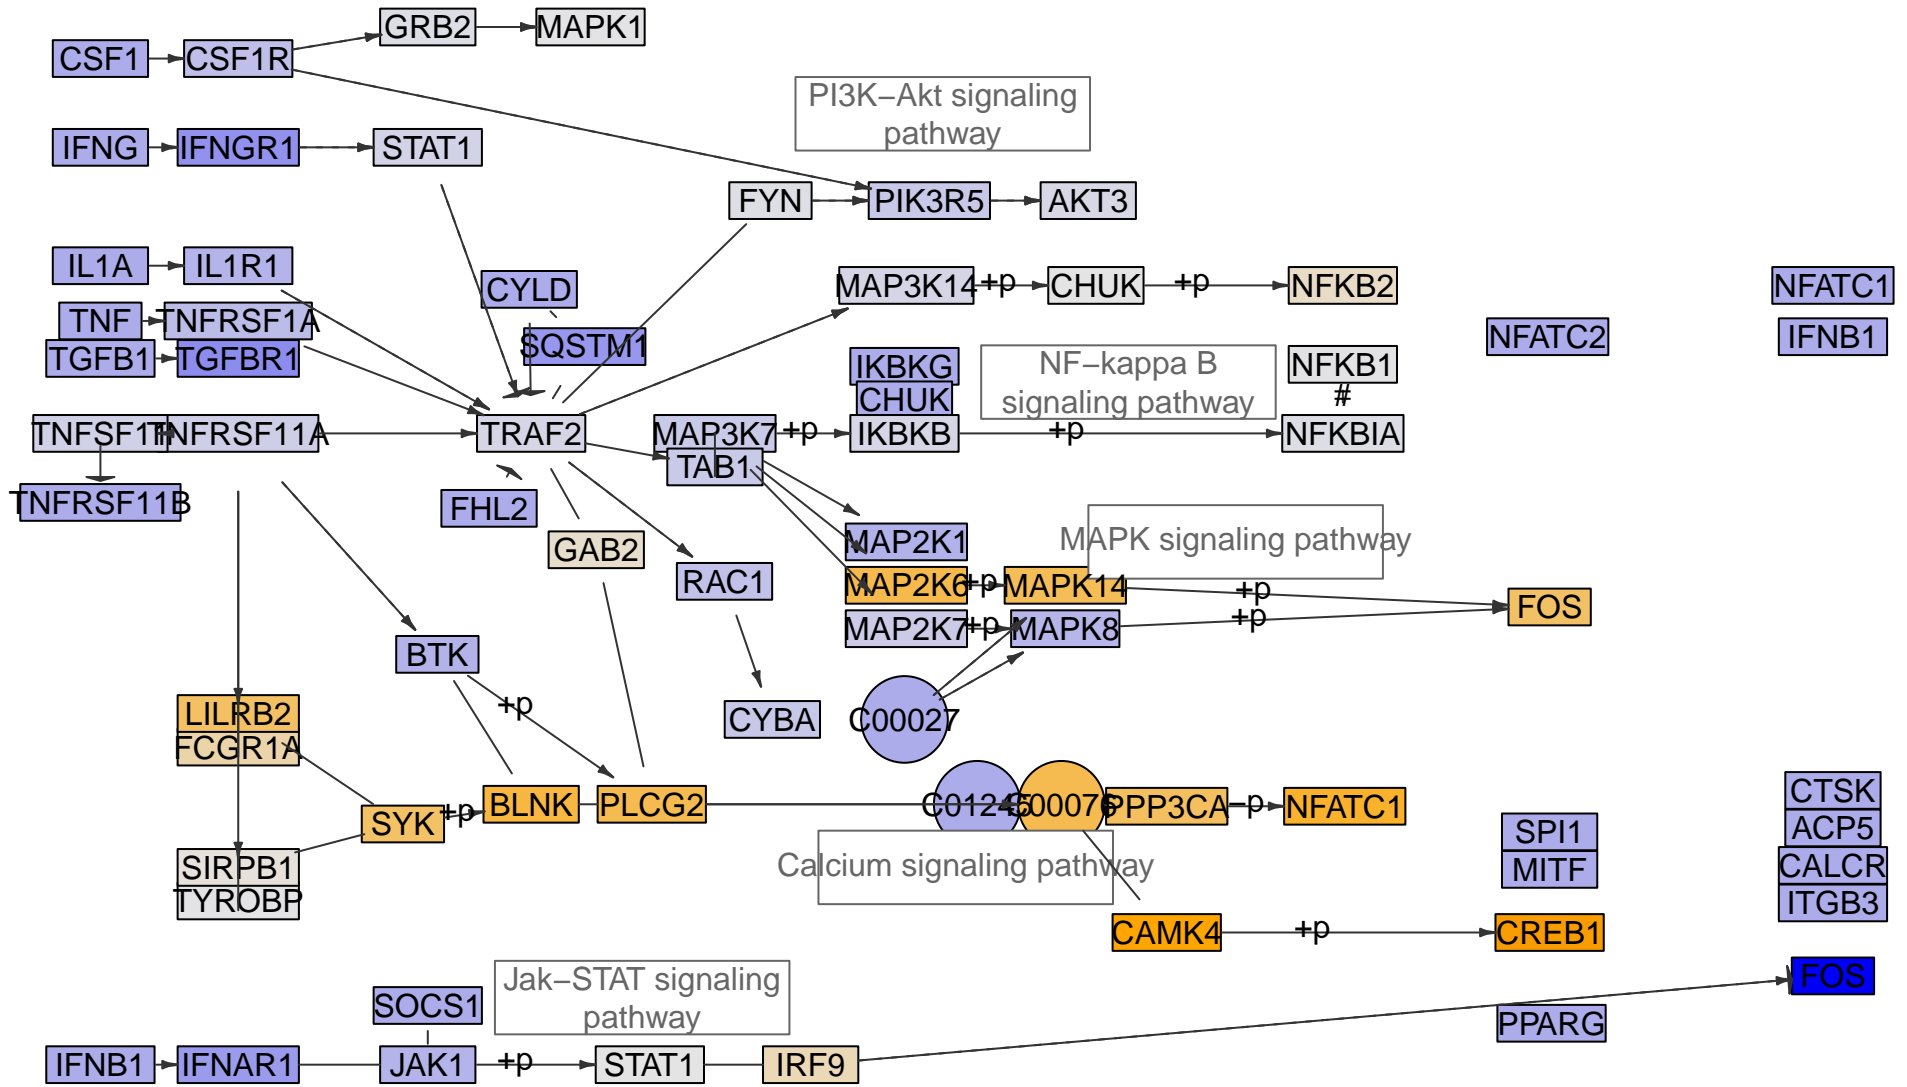 GRB2
MAPK1
CSF1
CSF1R
PI3K−Akt signaling
pathway
IFNG
IFNGR1
STAT1
FYN
PIK3R5
AKT3
IL1A
IL1R1
CYLD
MAP3K14
+p
CHUK
+p
NFKB2
NFATC1
TNF
TNFRSF1A
SQSTM1
NFATC2
IFNB1
TGFB1
TGFBR1
IKBKG
NF−kappa B
signaling pathway
NFKB1
CHUK
#
TNFRSF11A
TRAF2
MAP3K7
+p
IKBKB
+p
NFKBIA
TAB1
TNFRSF11B
FHL2
GAB2
MAP2K1
MAPK signaling pathway
RAC1
MAP2K6
+p
MAPK14
+p
FOS
MAP2K7
+p
MAPK8
+p
BTK
+p
LILRB2
FCGR1A
CYBA
C00027
SYK
+p
BLNK
PLCG2
C01245
C00076
PPP3CA
−p
NFATC1
CTSK
SPI1
ACP5
SIRPB1
TYROBP
Calcium signaling pathway
MITF
CALCR
ITGB3
CAMK4
+p
CREB1
Jak−STAT signaling
pathway
FOS
SOCS1
PPARG
IFNB1
IFNAR1
JAK1
+p
STAT1
IRF9